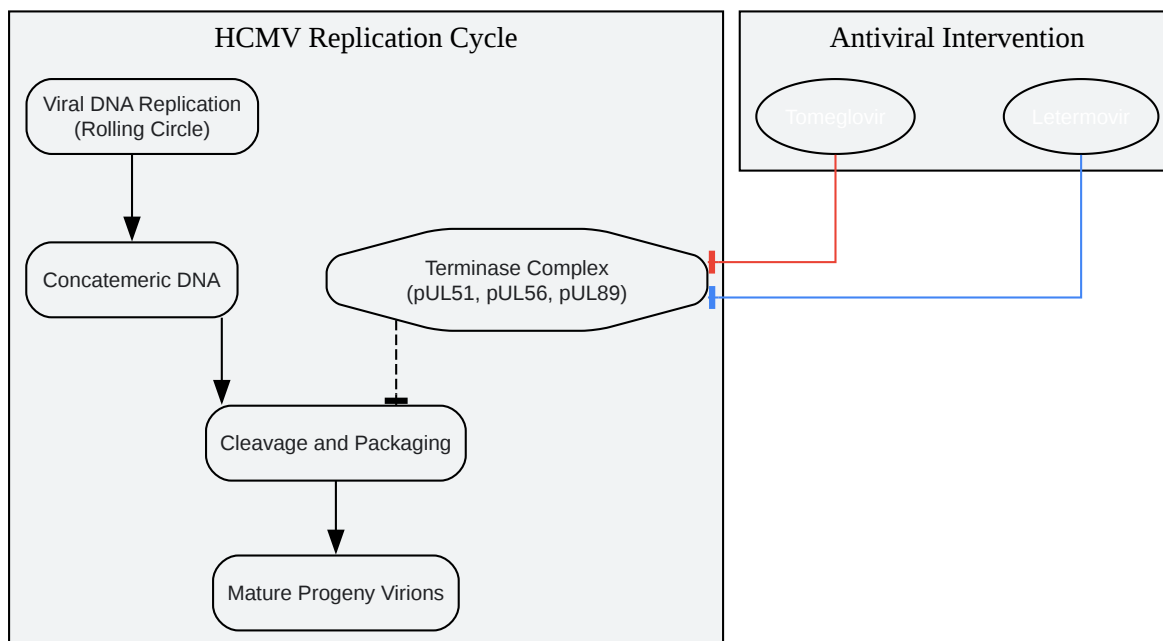 HCMV Replication Cycle
Antiviral Intervention
Viral DNA Replication
(Rolling Circle)
Tomeglovir
Letermovir
Concatemeric DNA
Terminase Complex
(pUL51, pUL56, pUL89)
Cleavage and Packaging
Mature Progeny Virions